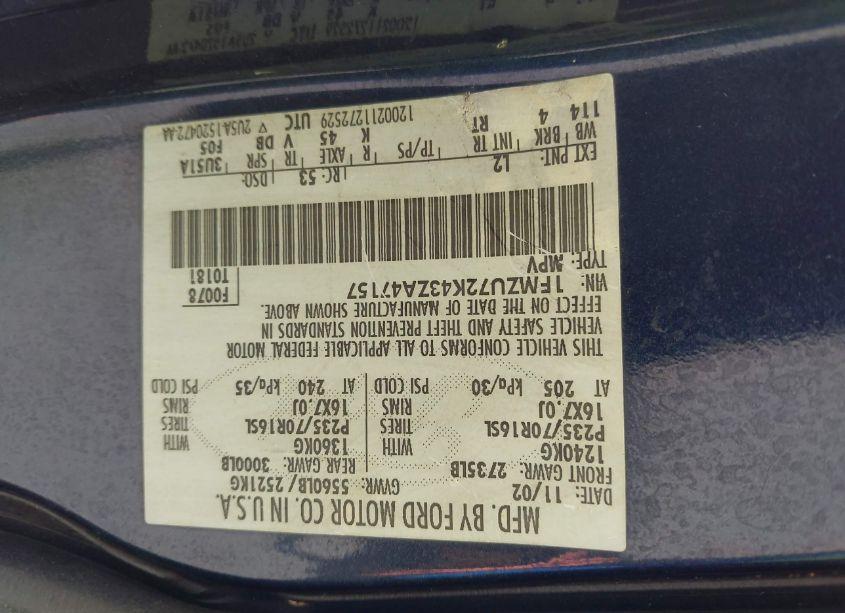 MFD. BY FORD MOTOR CO. IN U.S.A.
DATE: 11/02 GVWR: 5560LB/ 2521KG
FRONT GAWR: 2735LB REAR GAWR: 3000LB
1240KG WITH 1360KG WITH
P235/70R16SL TIRES P235/70R16SL TIRES
16X7.0J RIMS 16X7.0J RIMS
AT 205 kPa/30 PSI COLD AT 240 kPa/35 PSI COLD
THIS VEHICLE CONFORMS TO ALL APPLICABLE FEDERAL MOTOR
VEHICLE SAFETY AND THEFT PREVENTION STANDARDS IN
EFFECT ON THE DATE OF MANUFACTURE SHOWN ABOVE.
VIN: 1FMZU72K43ZA47157 F0078
TYPE: MPV T0181
EXT PNT: L2 RC: 53 DSO:
WB BRK INT TR TP/PS R AXLE TR SPR 3U51A
114 4 RT K 45 V DB F05
120021127252 9 UTC ▽ 2U5A1520472-AA